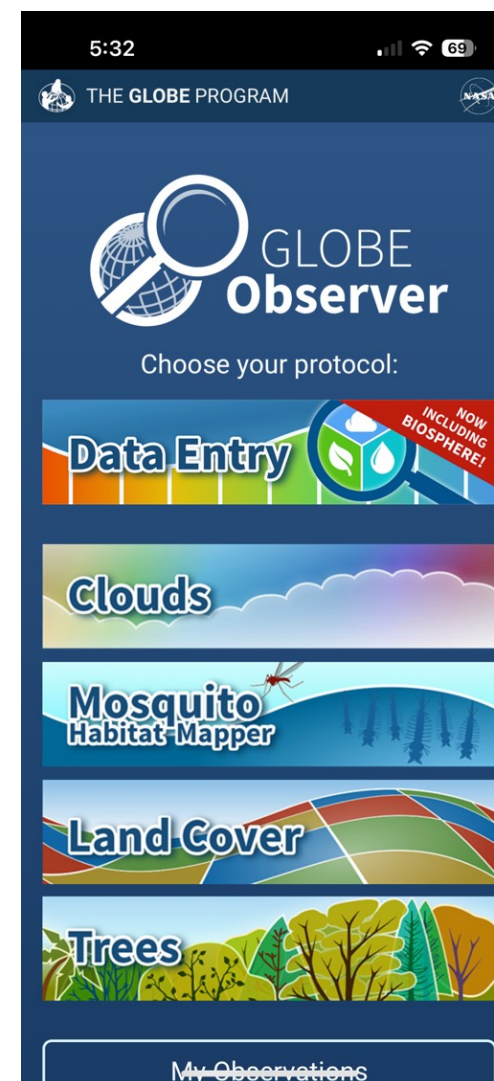 5:32
69
THE GLOBE PROGRAM
NASA
GLOBE
Observer
Choose your protocol:
Data Entry
NOW
INCLUDING
BIOSPHERE!
Clouds
Mosquito
Habitat Mapper
Land Cover
Trees
My Observations